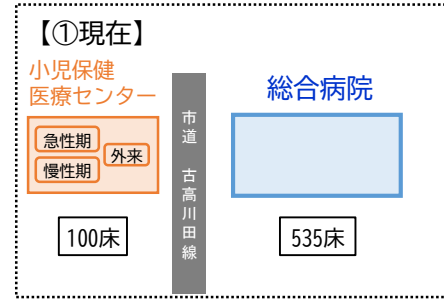 【①現在】
小児保健
医療センター
急性期
慢性期
外来
100床
市道　古高川田線
総合病院
535床